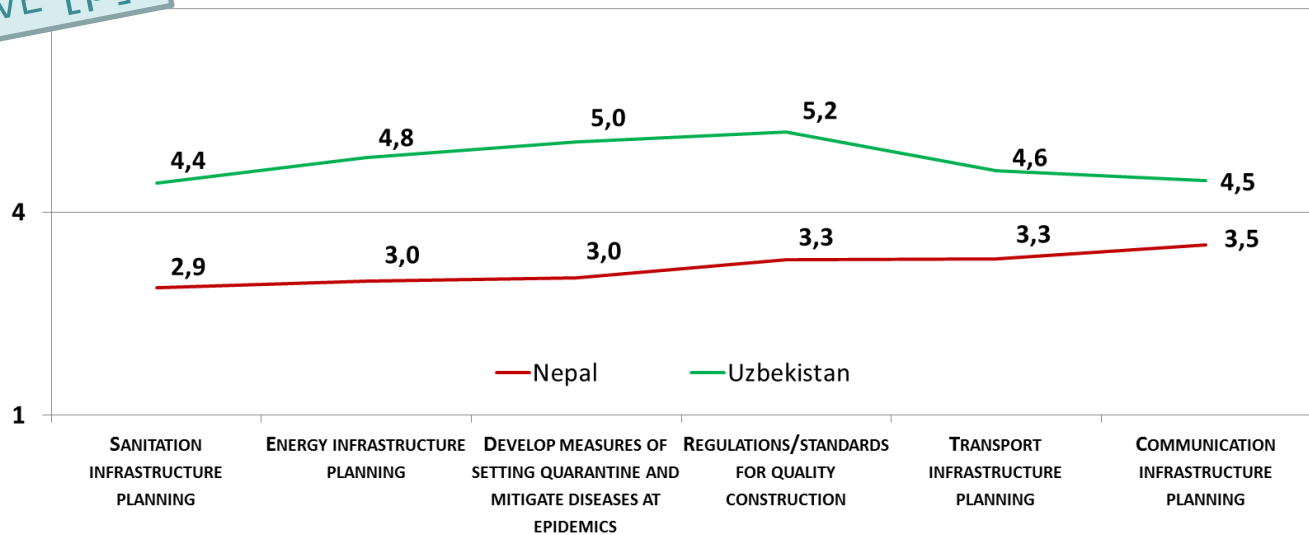 5,2
5,0
4,8
4,4
4,6
4,5
4
2,9
3,0
3,0
3,3
3,3
3,5
Nepal
Uzbekistan
1
SANITATION
INFRASTRUCTURE
PLANNING
ENERGY INFRASTRUCTURE
PLANNING
DEVELOP MEASURES OF
SETTING QUARANTINE AND
MITIGATE DISEASES AT
EPIDEMICS
REGULATIONS/STANDARDS
FOR QUALITY
CONSTRUCTION
TRANSPORT
INFRASTRUCTURE
PLANNING
COMMUNICATION
INFRASTRUCTURE
PLANNING